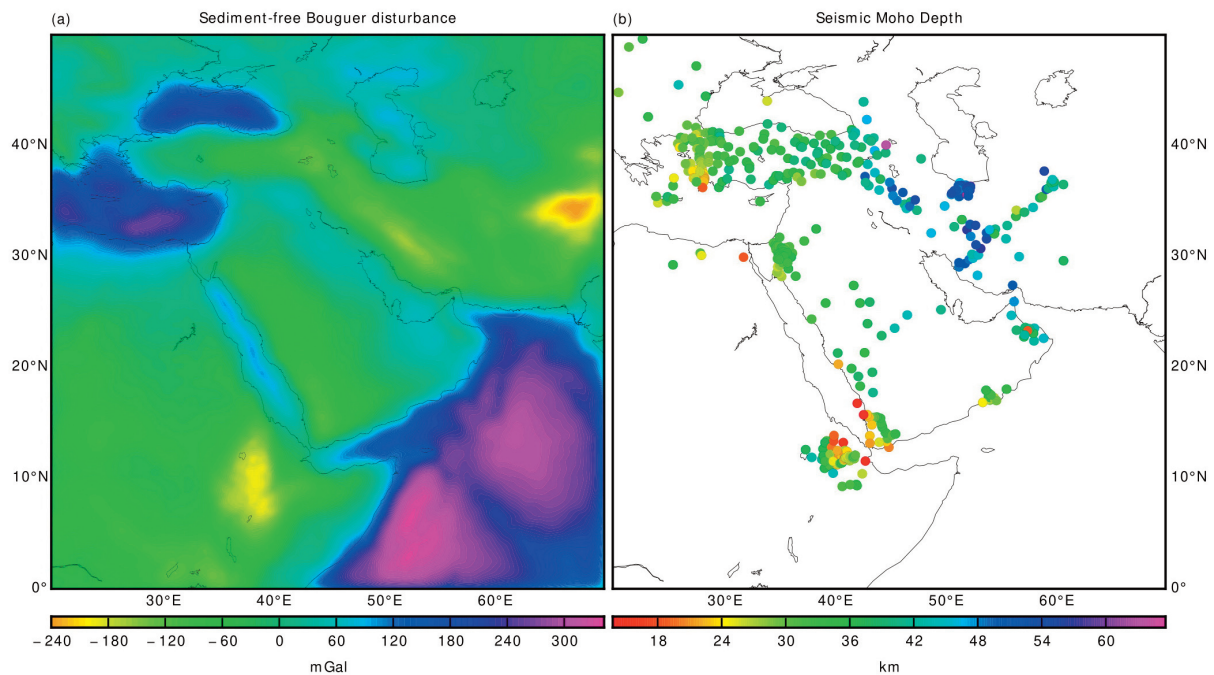 (a) Sediment-free Bouguer disturbance
(b) Seismic Moho Depth
40°N
30°N
20°N
10°N
0°
30°E 40°E 50°E 60°E
40°N
30°N
20°N
10°N
0°
30°E 40°E 50°E 60°E
−240 −180 −120 −60 0 60 120 180 240 300
mGal
18 24 30 36 42 48 54 60
km